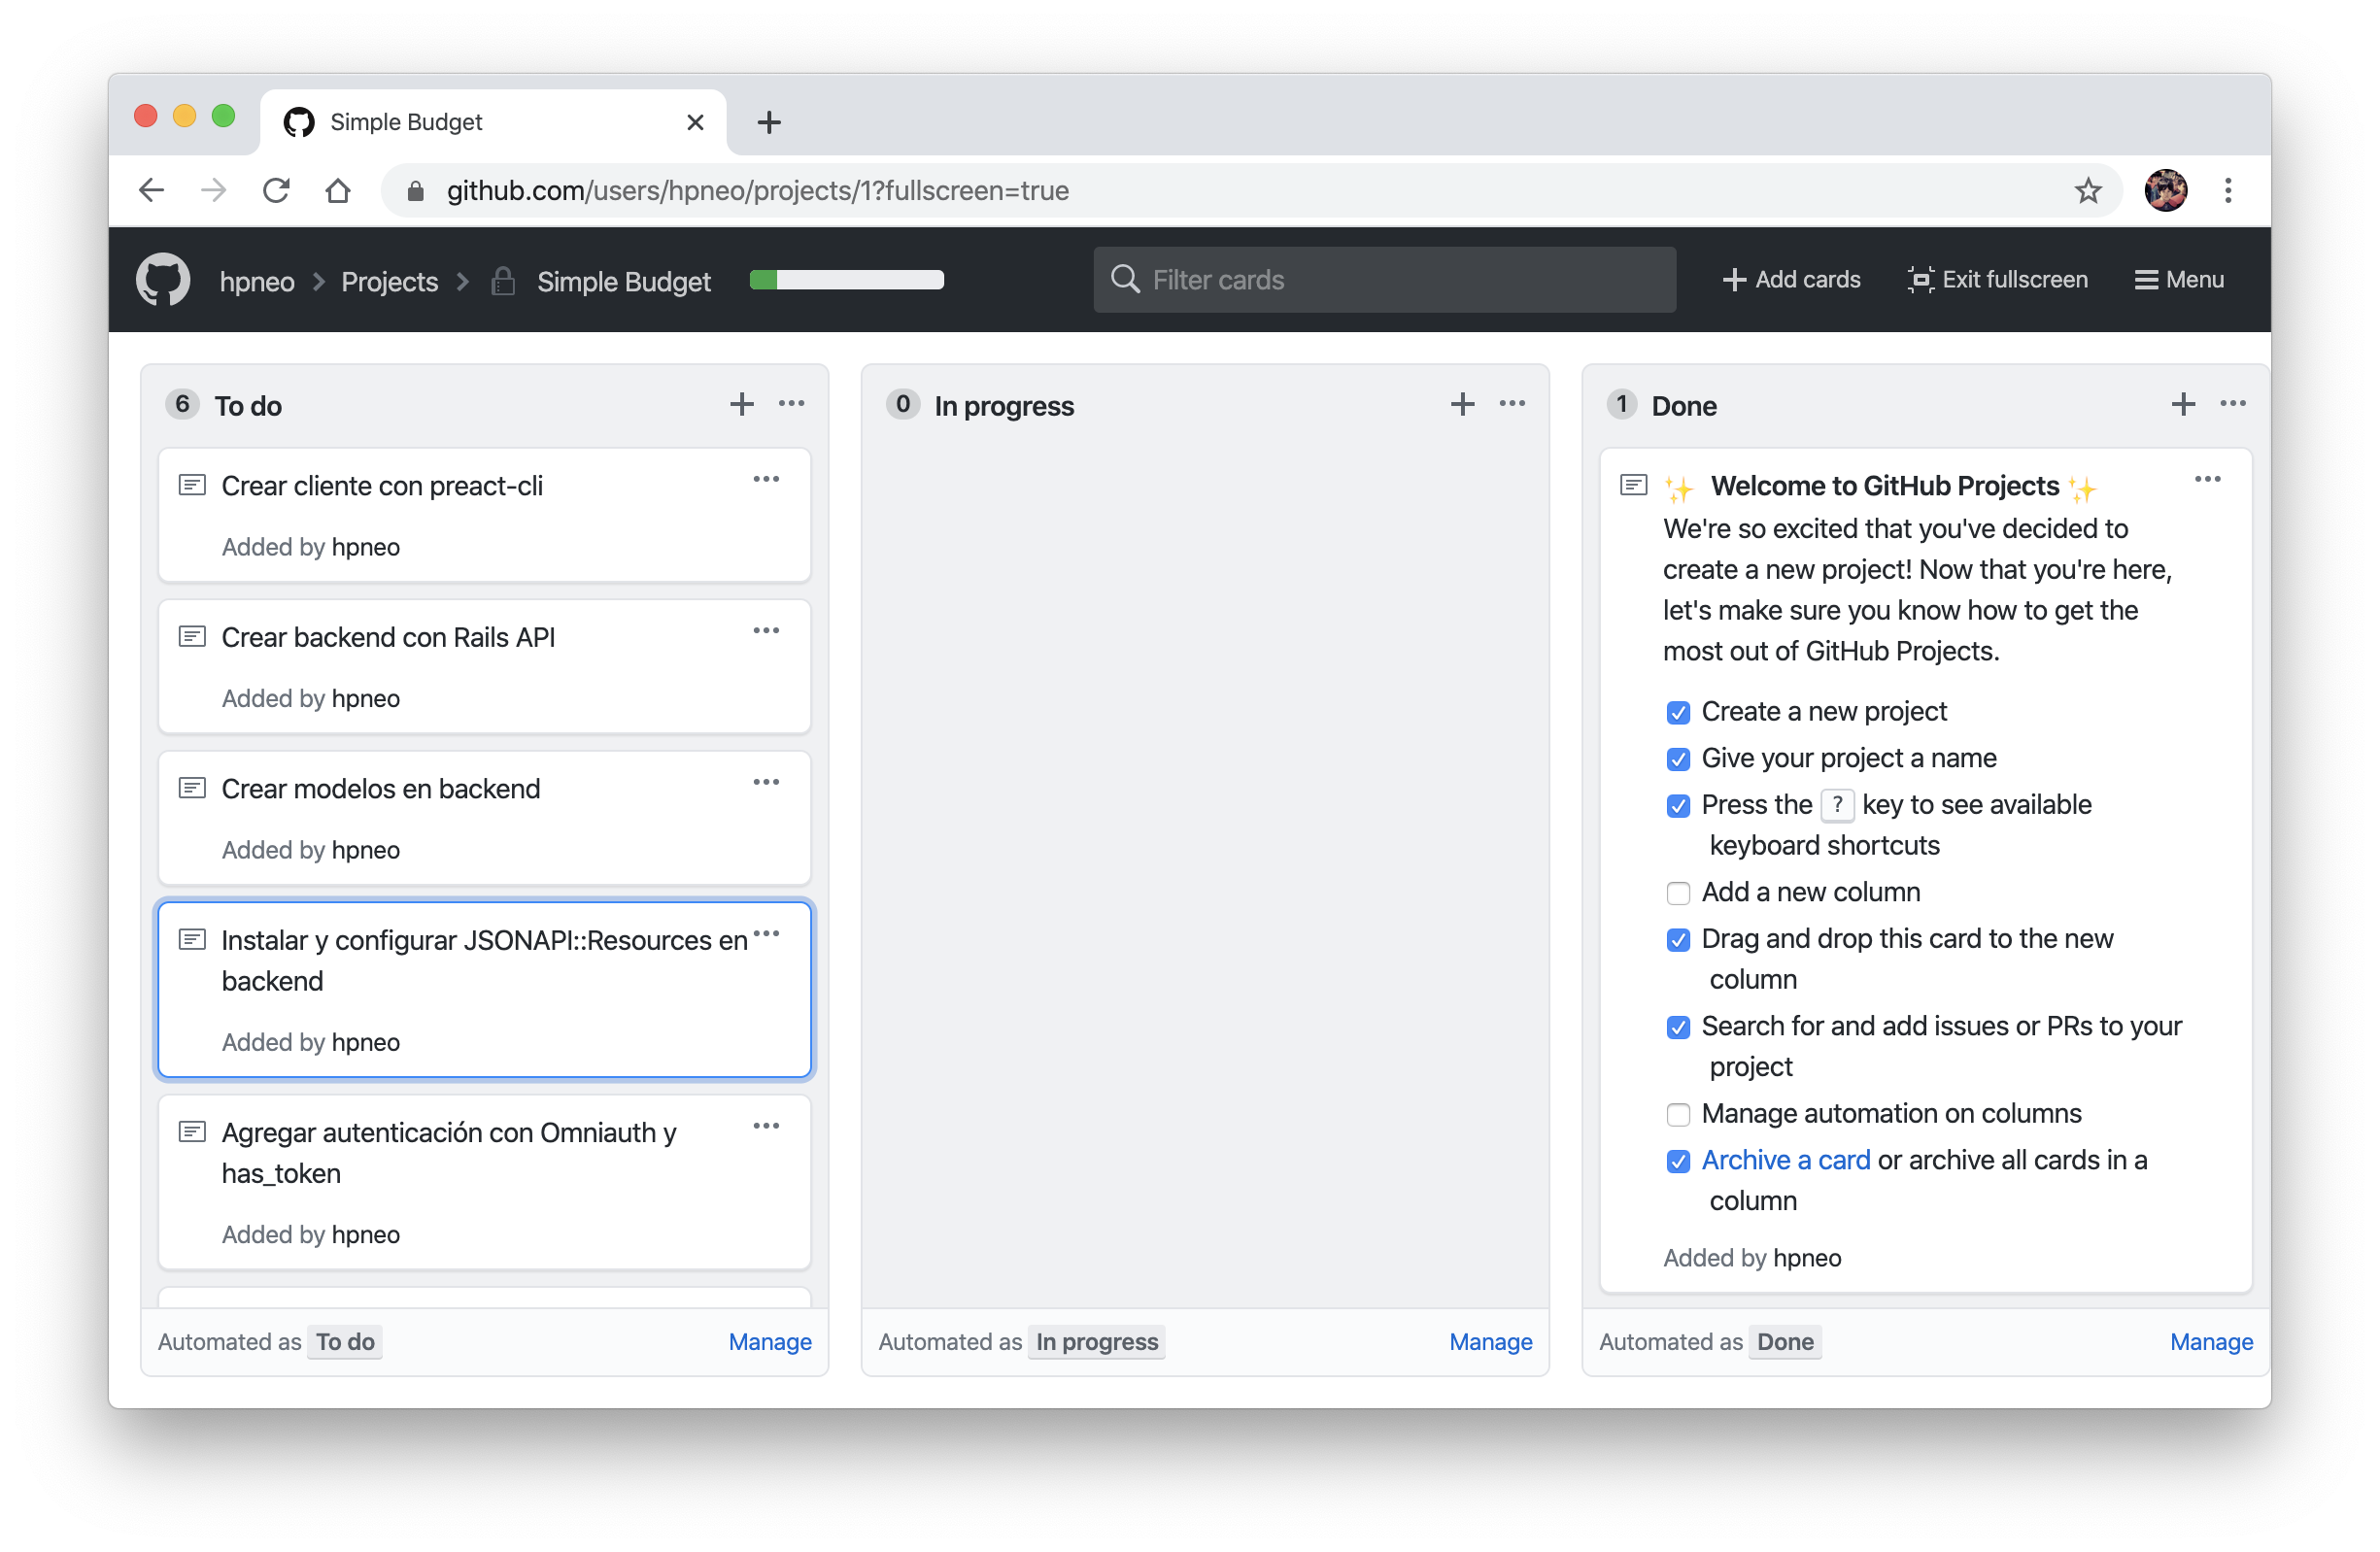 Simple Budget
github.com/users/hpneo/projects/1?fullscreen=true
hpneo
Projects
Simple Budget
Filter cards
Add cards
Exit fullscreen
Menu
6 To do
Crear cliente con preact-cli
Added by hpneo
Crear backend con Rails API
Added by hpneo
Crear modelos en backend
Added by hpneo
Instalar y configurar JSONAPI::Resources en
backend
Added by hpneo
Agregar autenticación con Omniauth y
has_token
Added by hpneo
Automated as To do
Manage
0 In progress
Automated as In progress
Manage
1 Done
✨ Welcome to GitHub Projects ✨
We're so excited that you've decided to
create a new project! Now that you're here,
let's make sure you know how to get the
most out of GitHub Projects.
Create a new project
Give your project a name
Press the ? key to see available
keyboard shortcuts
Add a new column
Drag and drop this card to the new
column
Search for and add issues or PRs to your
project
Manage automation on columns
Archive a card or archive all cards in a
column
Added by hpneo
Automated as Done
Manage